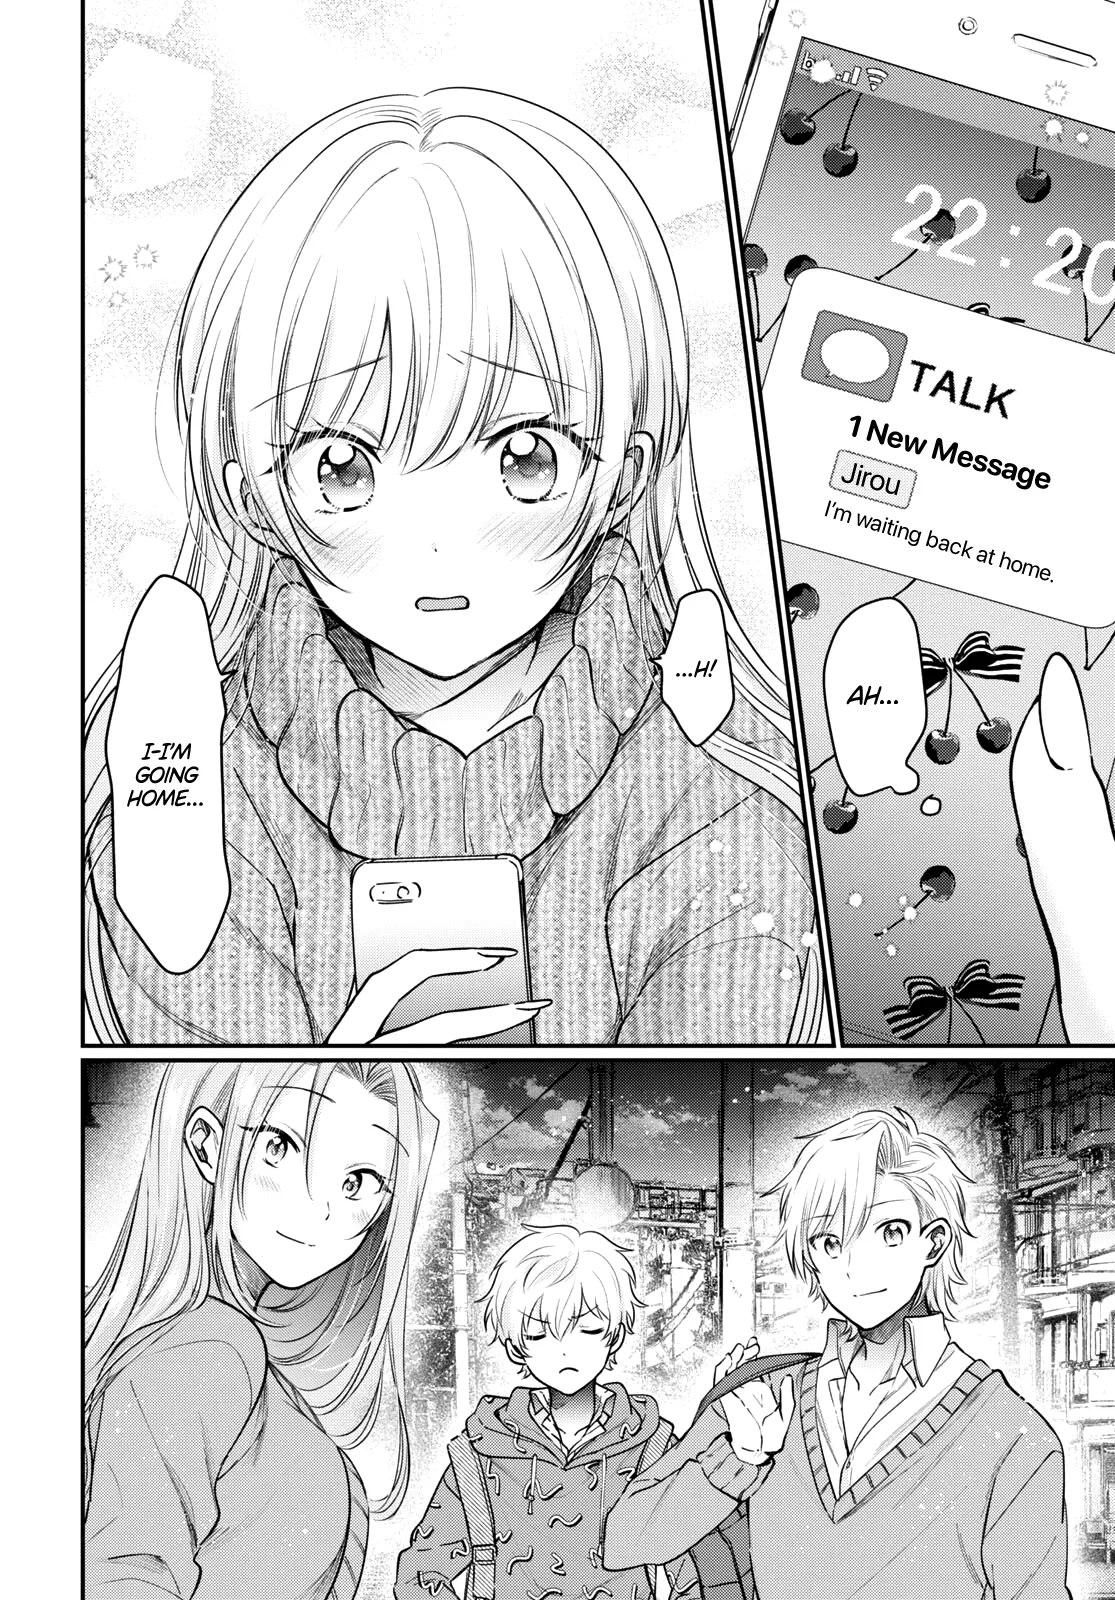 22:20
TALK
1 New Message
Jirou
I'm waiting back at home.
AH...
...H!
I-I'M
GOING
HOME...